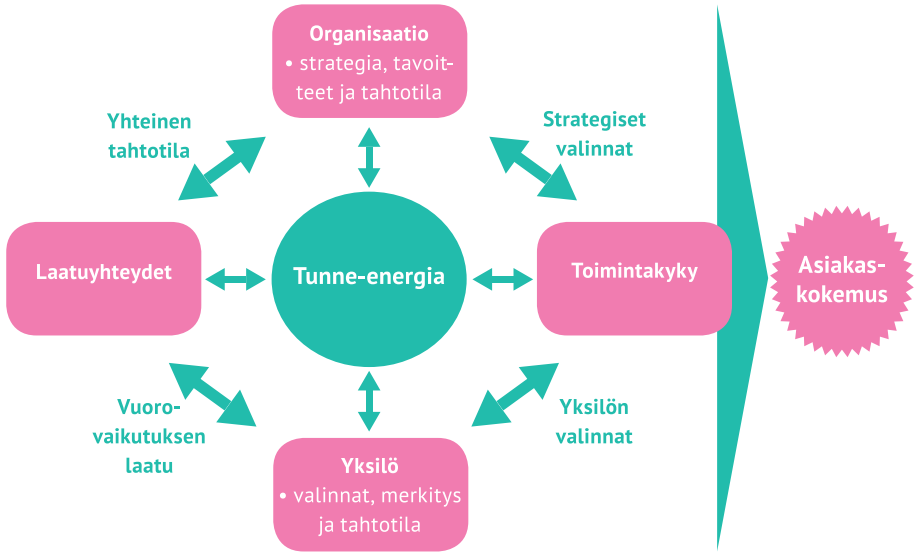 Organisaatio
• strategia, tavoit-
teet ja tahtotila
Yhteinen
tahtotila
Strategiset
valinnat
Laatuyhteydet
Tunne-energia
Toimintakyky
Asiakas-
kokemus
Vuoro-
vaikutuksen
laatu
Yksilön
valinnat
Yksilö
• valinnat, merkitys
ja tahtotila